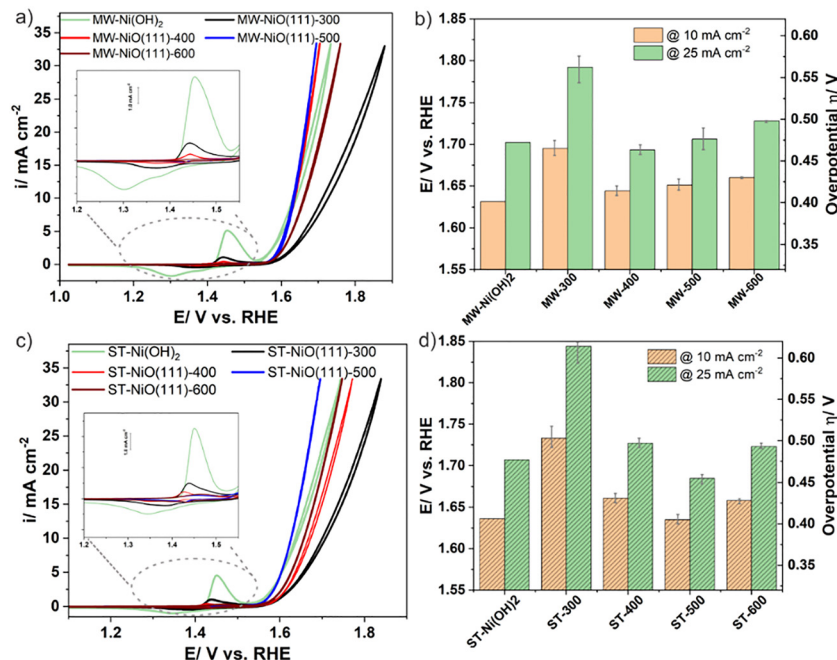 a)
MW-Ni(OH)2
MW-NiO(111)-300
MW-NiO(111)-400
MW-NiO(111)-500
MW-NiO(111)-600
i/ mA cm-2
35
30
25
20
15
10
5
0
1.0 mA cm-2
1.2 1.3 1.4 1.5
1.0 1.2 1.4 1.6 1.8
E/ V vs. RHE
b)
@ 10 mA cm-2
@ 25 mA cm-2
E/ V vs. RHE
1.85
1.80
1.75
1.70
1.65
1.60
1.55
Overpotential η/ V
0.60
0.55
0.50
0.45
0.40
0.35
0.30
MW-Ni(OH)2
MW-300
MW-400
MW-500
MW-600
c)
ST-Ni(OH)2
ST-NiO(111)-300
ST-NiO(111)-400
ST-NiO(111)-500
ST-NiO(111)-600
i/ mA cm-2
35
30
25
20
15
10
5
0
1.2 1.3 1.4 1.5
1.2 1.4 1.6 1.8
E/ V vs. RHE
d)
@ 10 mA cm-2
@ 25 mA cm-2
E/ V vs. RHE
1.85
1.80
1.75
1.70
1.65
1.60
1.55
Overpotential η/ V
0.60
0.55
0.50
0.45
0.40
0.35
ST-Ni(OH)2
ST-300
ST-400
ST-500
ST-600